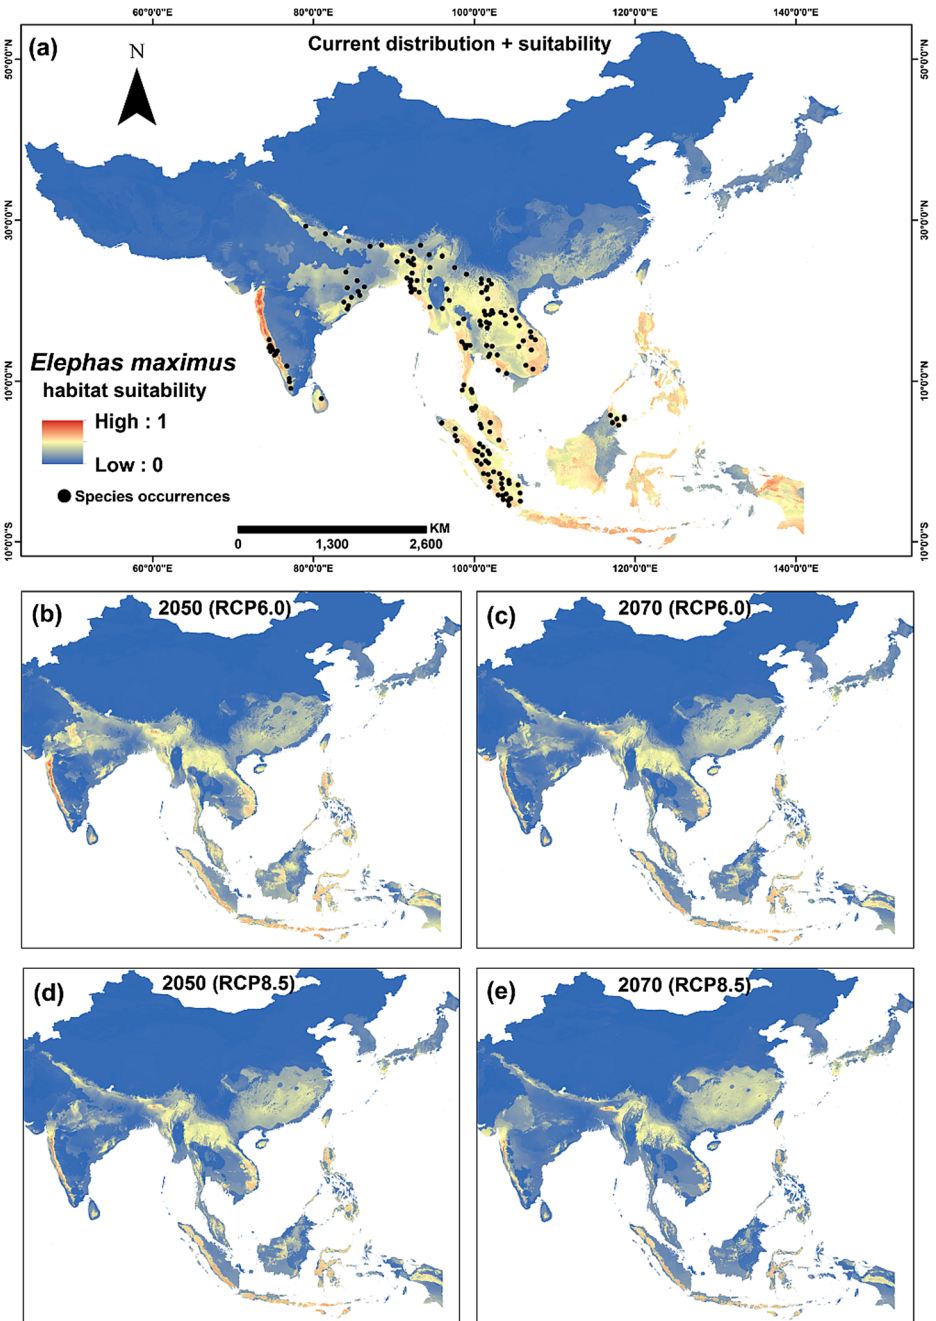 60°0'0"E 80°0'0"E 100°0'0"E 120°0'0"E 140°0'0"E
(a)
Current distribution + suitability
N
50°0'0"N
50°0'0"N
30°0'0"N
30°0'0"N
10°0'0"N
10°0'0"N
10°0'0"S
10°0'0"S
Elephas maximus
habitat suitability
High : 1
Low : 0
Species occurrences
KM
0 1,300 2,600
60°0'0"E 80°0'0"E 100°0'0"E 120°0'0"E 140°0'0"E
(b)
2050 (RCP6.0)
(c)
2070 (RCP6.0)
(d)
2050 (RCP8.5)
(e)
2070 (RCP8.5)